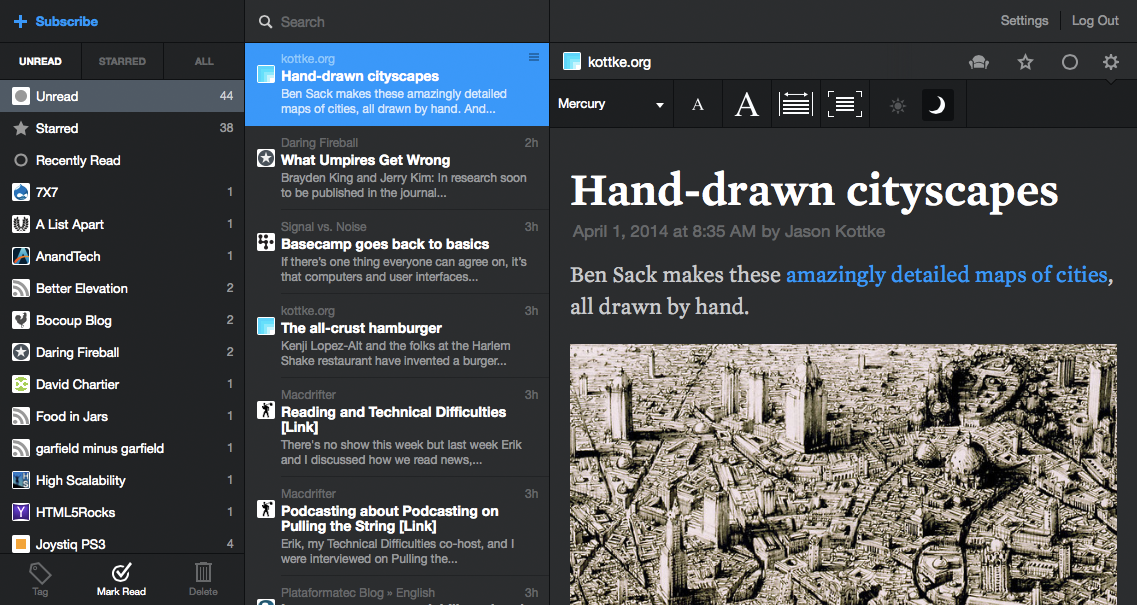 Subscribe
UNREAD STARRED ALL
Unread 44
Starred 38
Recently Read
7X7 1
A List Apart 1
AnandTech 1
Better Elevation 2
Bocoup Blog 2
Daring Fireball 2
David Chartier 1
Food in Jars 1
garfield minus garfield 1
High Scalability 1
HTML5Rocks 1
Joystiq PS3 4
Tag Mark Read Delete
Search
kottke.org
Hand-drawn cityscapes
Ben Sack makes these amazingly detailed
maps of cities, all drawn by hand. And...
Daring Fireball 2h
What Umpires Get Wrong
Brayden King and Jerry Kim: In research soon
to be published in the journal...
Signal vs. Noise 3h
Basecamp goes back to basics
If there's one thing everyone can agree on, it's
that computers and user interfaces...
kottke.org 3h
The all-crust hamburger
Kenji Lopez-Alt and the folks at the Harlem
Shake restaurant have invented a burger...
Macdrifter 3h
Reading and Technical Difficulties
[Link]
There's no show this week but last week Erik
and I discussed how we read news,...
Macdrifter 3h
Podcasting about Podcasting on
Pulling the String [Link]
Erik, my Technical Difficulties co-host, and I
were interviewed on Pulling the...
Plataformatec Blog » English 3h
Settings Log Out
kottke.org
Mercury A A
Hand-drawn cityscapes
April 1, 2014 at 8:35 AM by Jason Kottke
Ben Sack makes these amazingly detailed maps of cities,
all drawn by hand.